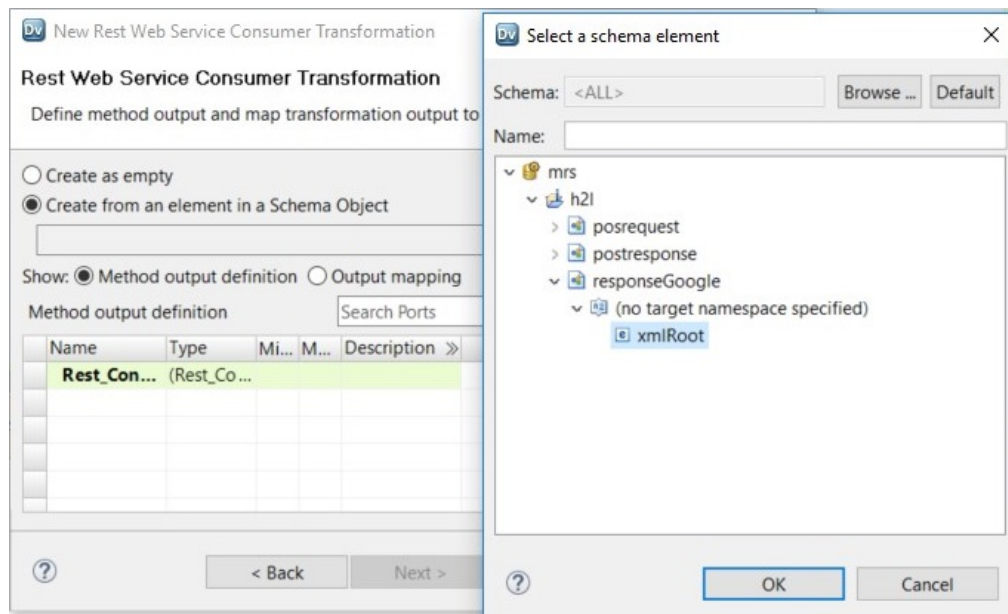 Dv New Rest Web Service Consumer Transformation
Rest Web Service Consumer Transformation
Define method output and map transformation output to
Create as empty
Create from an element in a Schema Object
Show: Method output definition Output mapping
Method output definition Search Ports
Name Type Mi... M... Description »
Rest_Con... (Rest_Co...
?
< Back Next >
Dv Select a schema element
Schema: <ALL> Browse ... Default
Name:
mrs
h2l
posrequest
postresponse
responseGoogle
(no target namespace specified)
e xmlRoot
?
OK Cancel